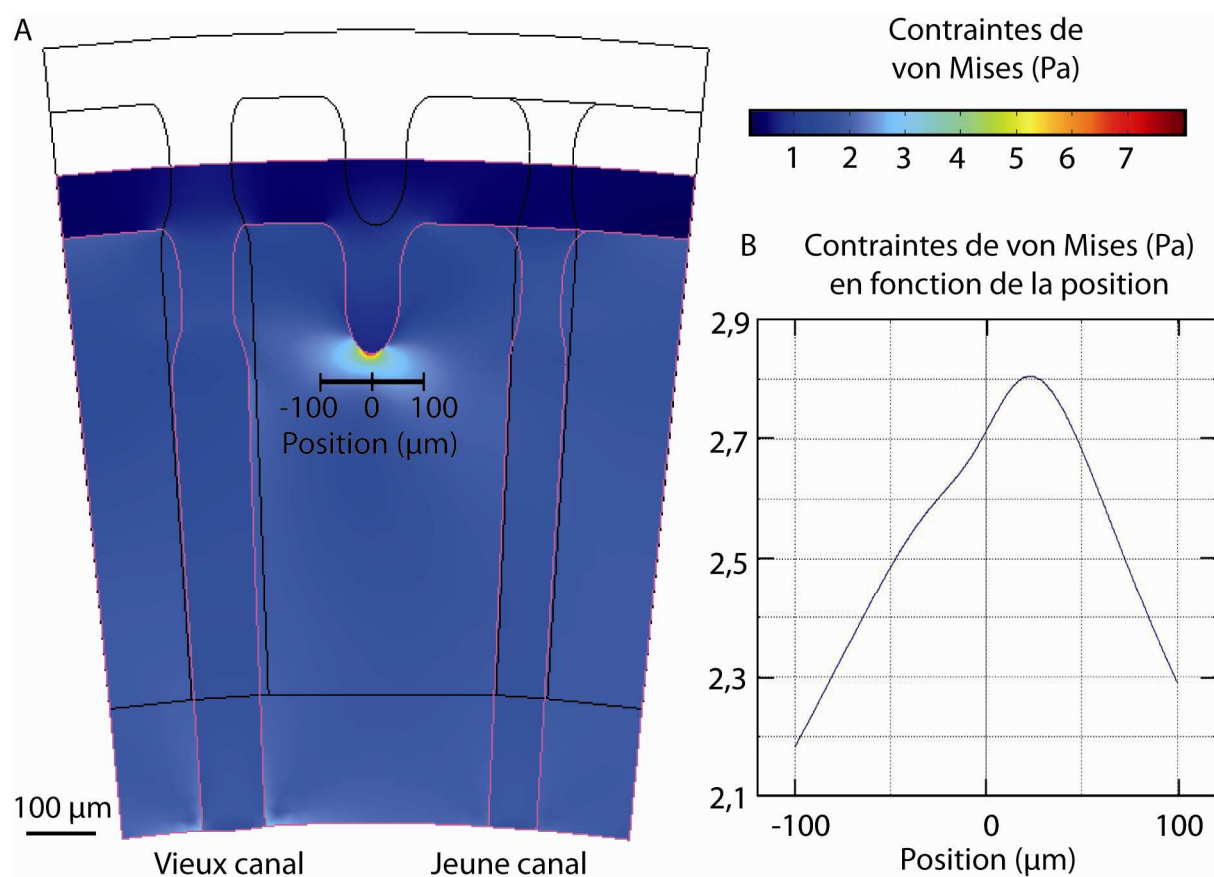 A
Contraintes de
von Mises (Pa)
1 2 3 4 5 6 7
-100 0 100
Position (µm)
100 µm
Vieux canal
Jeune canal
B
Contraintes de von Mises (Pa)
en fonction de la position
2,9
2,7
2,5
2,3
2,1
-100 0 100
Position (µm)